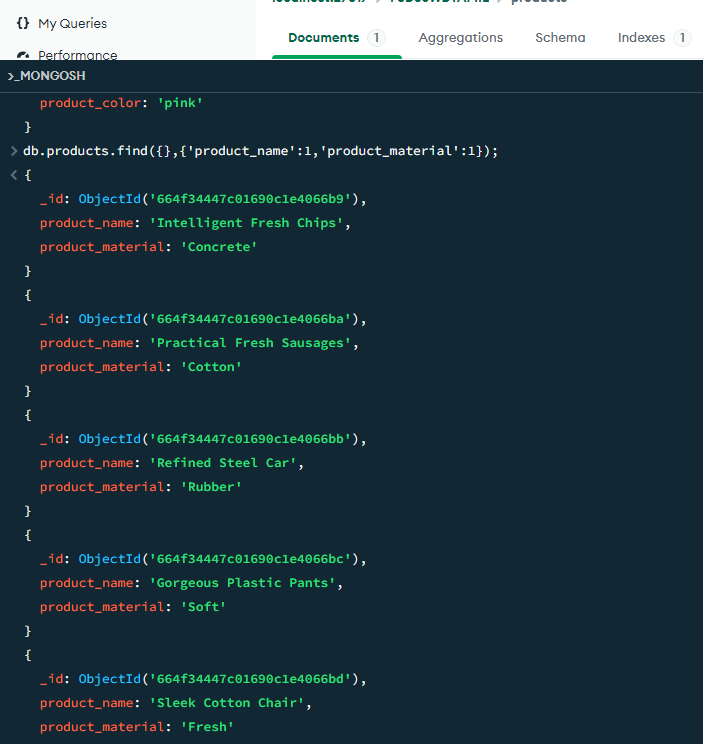 {} My Queries
Performance
products
Documents 1 Aggregations Schema Indexes 1
>_MONGOSH
product_color: 'pink'
}
> db.products.find({},{'product_name':1,'product_material':1});
< {
_id: ObjectId('664f34447c01690c1e4066b9'),
product_name: 'Intelligent Fresh Chips',
product_material: 'Concrete'
}
{
_id: ObjectId('664f34447c01690c1e4066ba'),
product_name: 'Practical Fresh Sausages',
product_material: 'Cotton'
}
{
_id: ObjectId('664f34447c01690c1e4066bb'),
product_name: 'Refined Steel Car',
product_material: 'Rubber'
}
{
_id: ObjectId('664f34447c01690c1e4066bc'),
product_name: 'Gorgeous Plastic Pants',
product_material: 'Soft'
}
{
_id: ObjectId('664f34447c01690c1e4066bd'),
product_name: 'Sleek Cotton Chair',
product_material: 'Fresh'